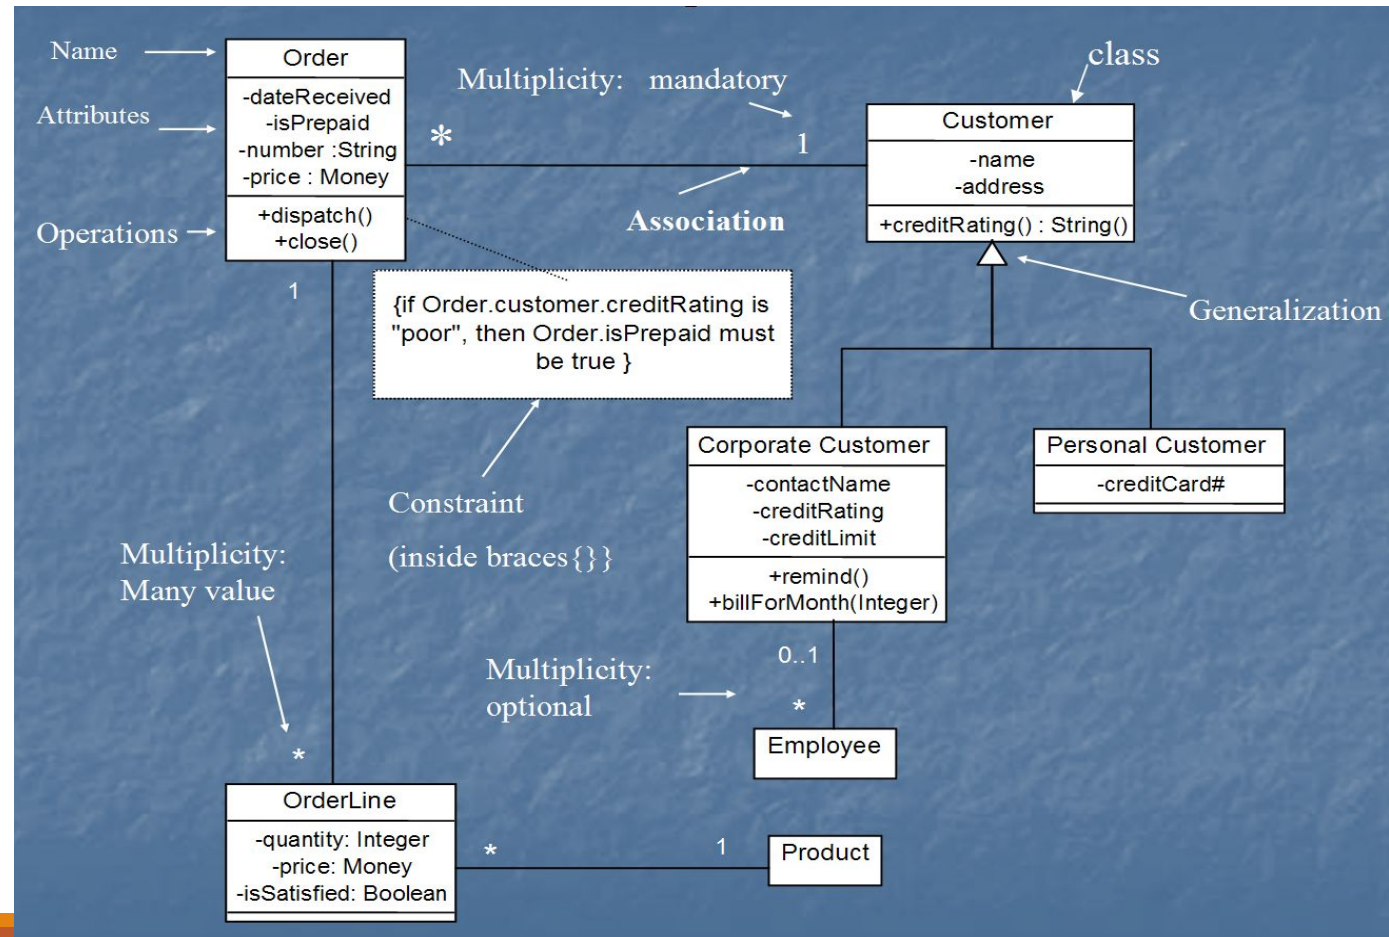 Name
Order
Attributes
-dateReceived
-isPrepaid
-number :String
-price : Money
Operations
+dispatch()
+close()
Multiplicity: mandatory
*
1
Association
class
Customer
-name
-address
+creditRating() : String()
Generalization
{if Order.customer.creditRating is
"poor", then Order.isPrepaid must
be true }
Constraint
(inside braces{}}
1
Multiplicity:
Many value
*
Corporate Customer
-contactName
-creditRating
-creditLimit
+remind()
+billForMonth(Integer)
Personal Customer
-creditCard#
Multiplicity:
optional
0..1
*
Employee
OrderLine
-quantity: Integer
-price: Money
-isSatisfied: Boolean
*
1
Product